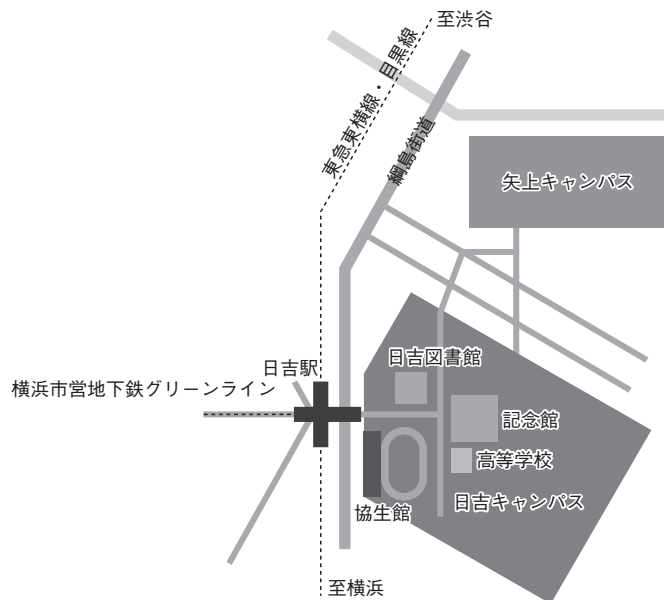 至渋谷
東急東横線・目黒線
綱島街道
矢上キャンパス
日吉図書館
日吉駅
横浜市営地下鉄グリーンライン
記念館
高等学校
日吉キャンパス
協生館
至横浜